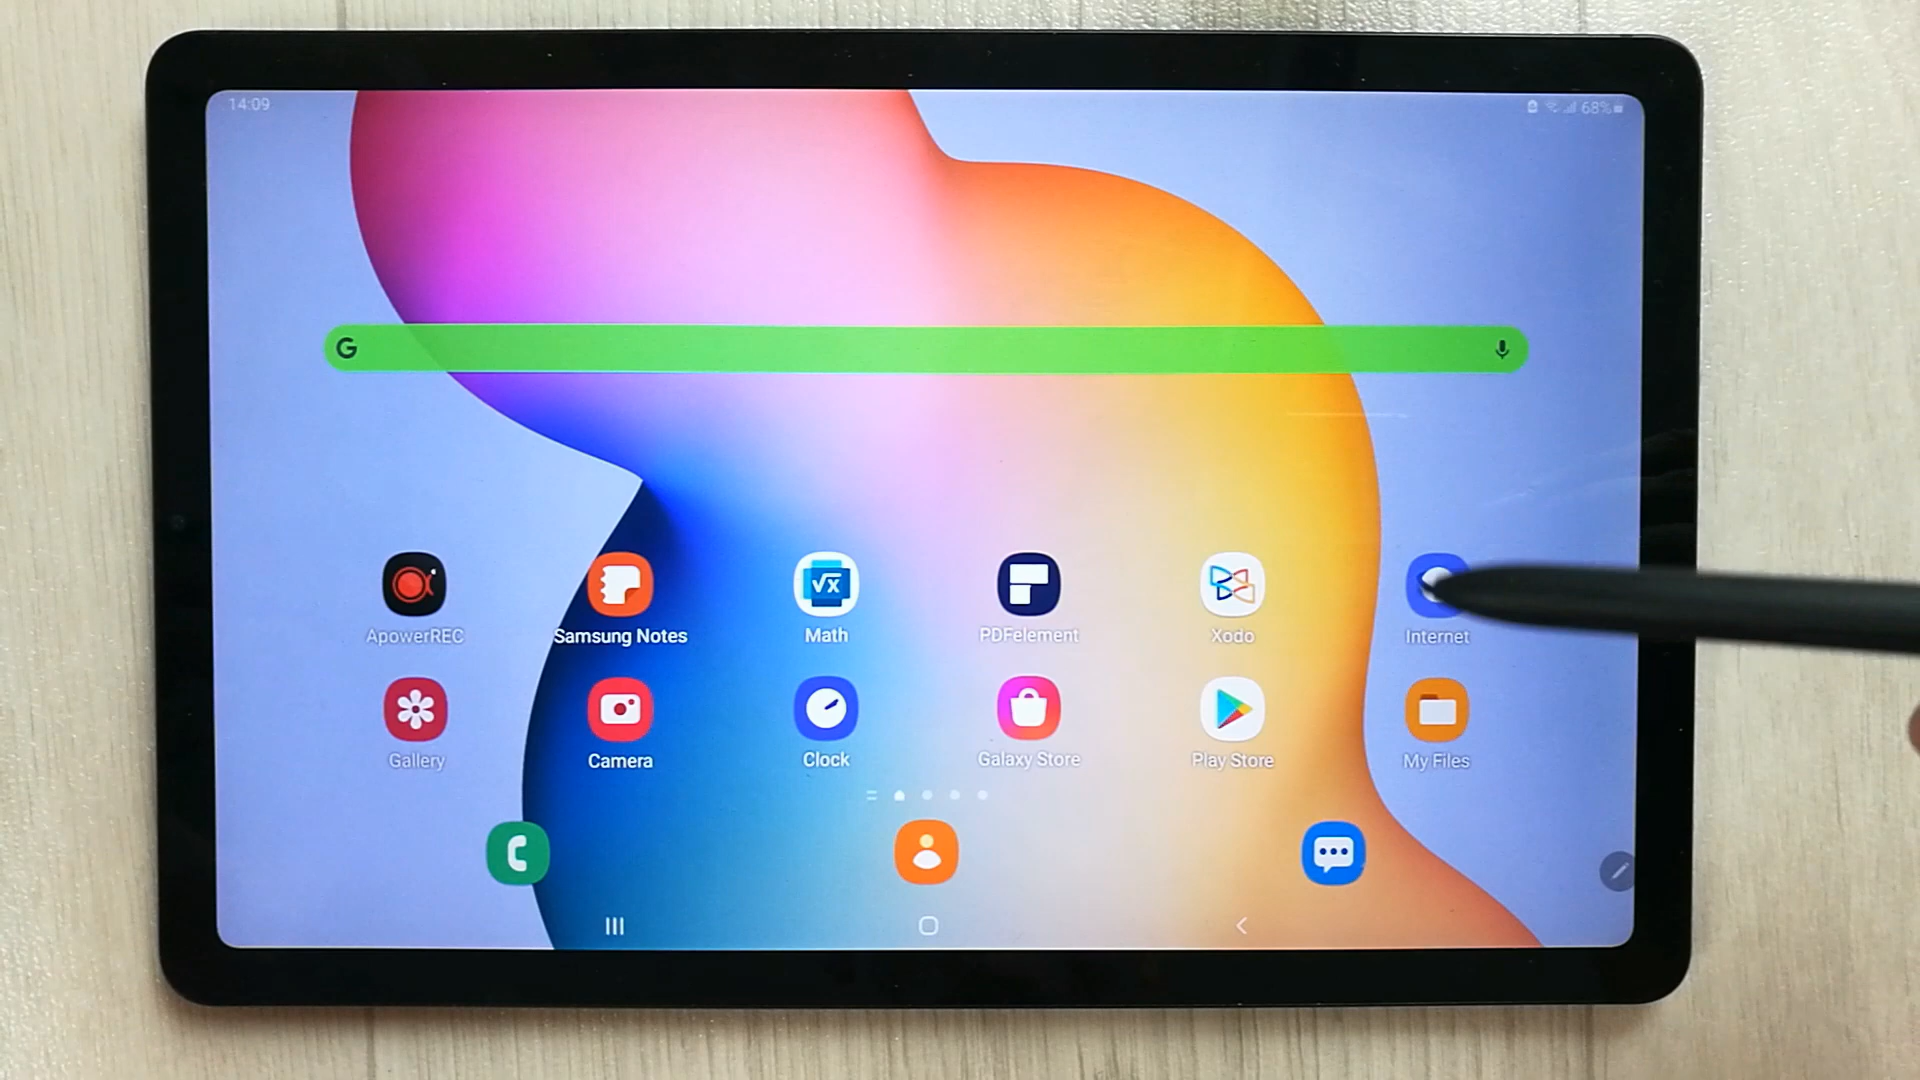 14:09
68%
G
ApowerREC
Samsung Notes
√x
Math
PDFelement
Xodo
Internet
Gallery
Camera
Clock
Galaxy Store
Play Store
My Files